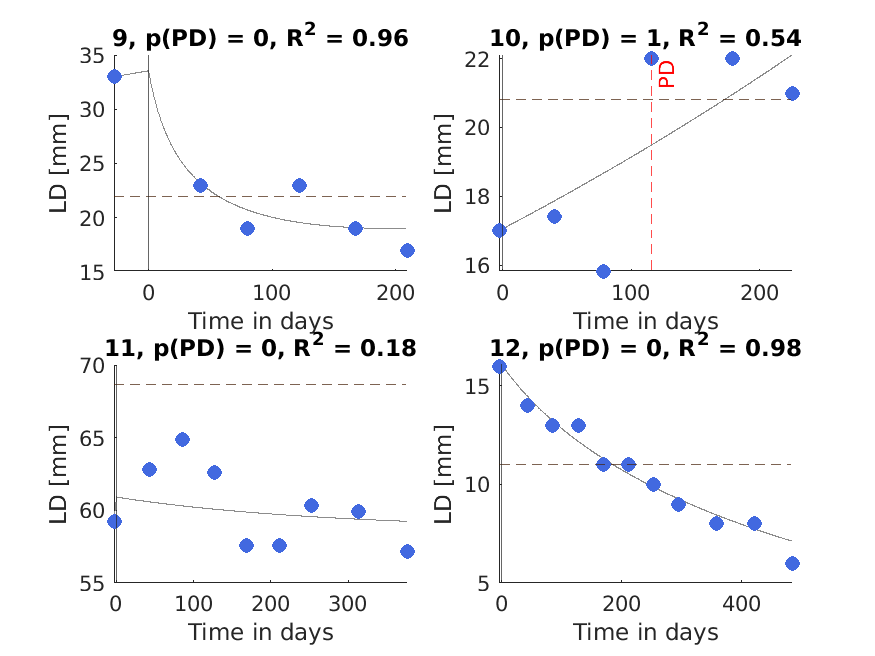 9, p(PD) = 0, R² = 0.96
35
30
25
20
15
LD [mm]
0
100
200
Time in days
10, p(PD) = 1, R² = 0.54
22
20
18
16
LD [mm]
PD
0
100
200
Time in days
11, p(PD) = 0, R² = 0.18
70
65
60
55
LD [mm]
0
100
200
300
Time in days
12, p(PD) = 0, R² = 0.98
15
10
5
LD [mm]
0
200
400
Time in days